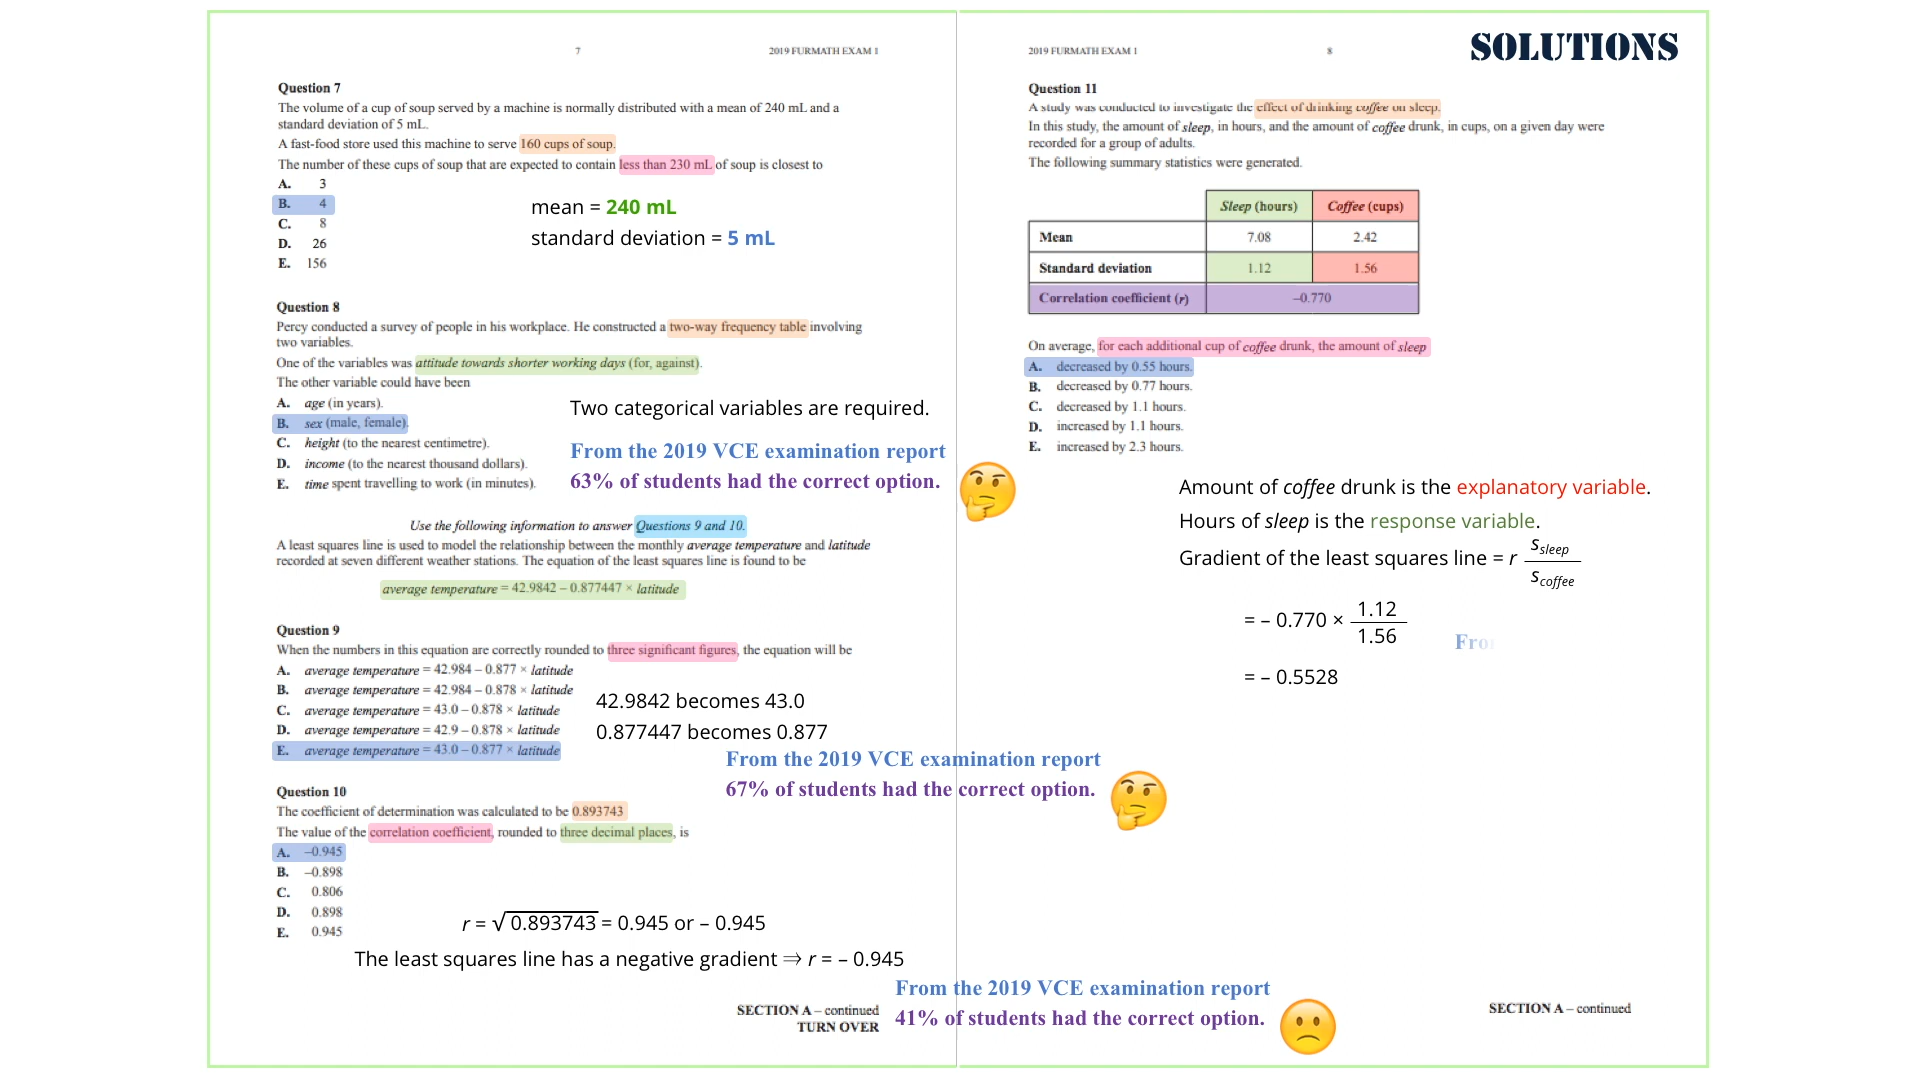 7 2019 FURMATH EXAM 1
Question 7
The volume of a cup of soup served by a machine is normally distributed with a mean of 240 mL and a
standard deviation of 5 mL.
A fast-food store used this machine to serve 160 cups of soup.
The number of these cups of soup that are expected to contain less than 230 mL of soup is closest to
A. 3
B. 4
C. 8
D. 26
E. 156
mean = 240 mL
standard deviation = 5 mL
Question 8
Percy conducted a survey of people in his workplace. He constructed a two-way frequency table involving
two variables.
One of the variables was attitude towards shorter working days (for, against).
The other variable could have been
A. age (in years).
B. sex (male, female).
C. height (to the nearest centimetre).
D. income (to the nearest thousand dollars).
E. time spent travelling to work (in minutes).
Two categorical variables are required.
From the 2019 VCE examination report
63% of students had the correct option.
Use the following information to answer Questions 9 and 10.
A least squares line is used to model the relationship between the monthly average temperature and latitude
recorded at seven different weather stations. The equation of the least squares line is found to be
average temperature = 42.9842 – 0.877447 × latitude
Question 9
When the numbers in this equation are correctly rounded to three significant figures, the equation will be
A. average temperature = 42.984 – 0.877 × latitude
B. average temperature = 42.984 – 0.878 × latitude
C. average temperature = 43.0 – 0.878 × latitude
D. average temperature = 42.9 – 0.878 × latitude
E. average temperature = 43.0 – 0.877 × latitude
42.9842 becomes 43.0
0.877447 becomes 0.877
From the 2019 VCE examination report
67% of students had the correct option.
Question 10
The coefficient of determination was calculated to be 0.893743
The value of the correlation coefficient, rounded to three decimal places, is
A. –0.945
B. –0.898
C. 0.806
D. 0.898
E. 0.945
r = √0.893743 = 0.945 or – 0.945
The least squares line has a negative gradient ⇒ r = – 0.945
From the 2019 VCE examination report
41% of students had the correct option.
SECTION A – continued
TURN OVER
2019 FURMATH EXAM 1 8
SOLUTIONS
Question 11
A study was conducted to investigate the effect of drinking coffee on sleep.
In this study, the amount of sleep, in hours, and the amount of coffee drunk, in cups, on a given day were
recorded for a group of adults.
The following summary statistics were generated.
Sleep (hours) Coffee (cups)
Mean 7.08 2.42
Standard deviation 1.12 1.56
Correlation coefficient (r) –0.770
On average, for each additional cup of coffee drunk, the amount of sleep
A. decreased by 0.55 hours.
B. decreased by 0.77 hours.
C. decreased by 1.1 hours.
D. increased by 1.1 hours.
E. increased by 2.3 hours.
Amount of coffee drunk is the explanatory variable.
Hours of sleep is the response variable.
Gradient of the least squares line = r s sleep / s coffee
= – 0.770 × 1.12 / 1.56
= – 0.5528
SECTION A – continued